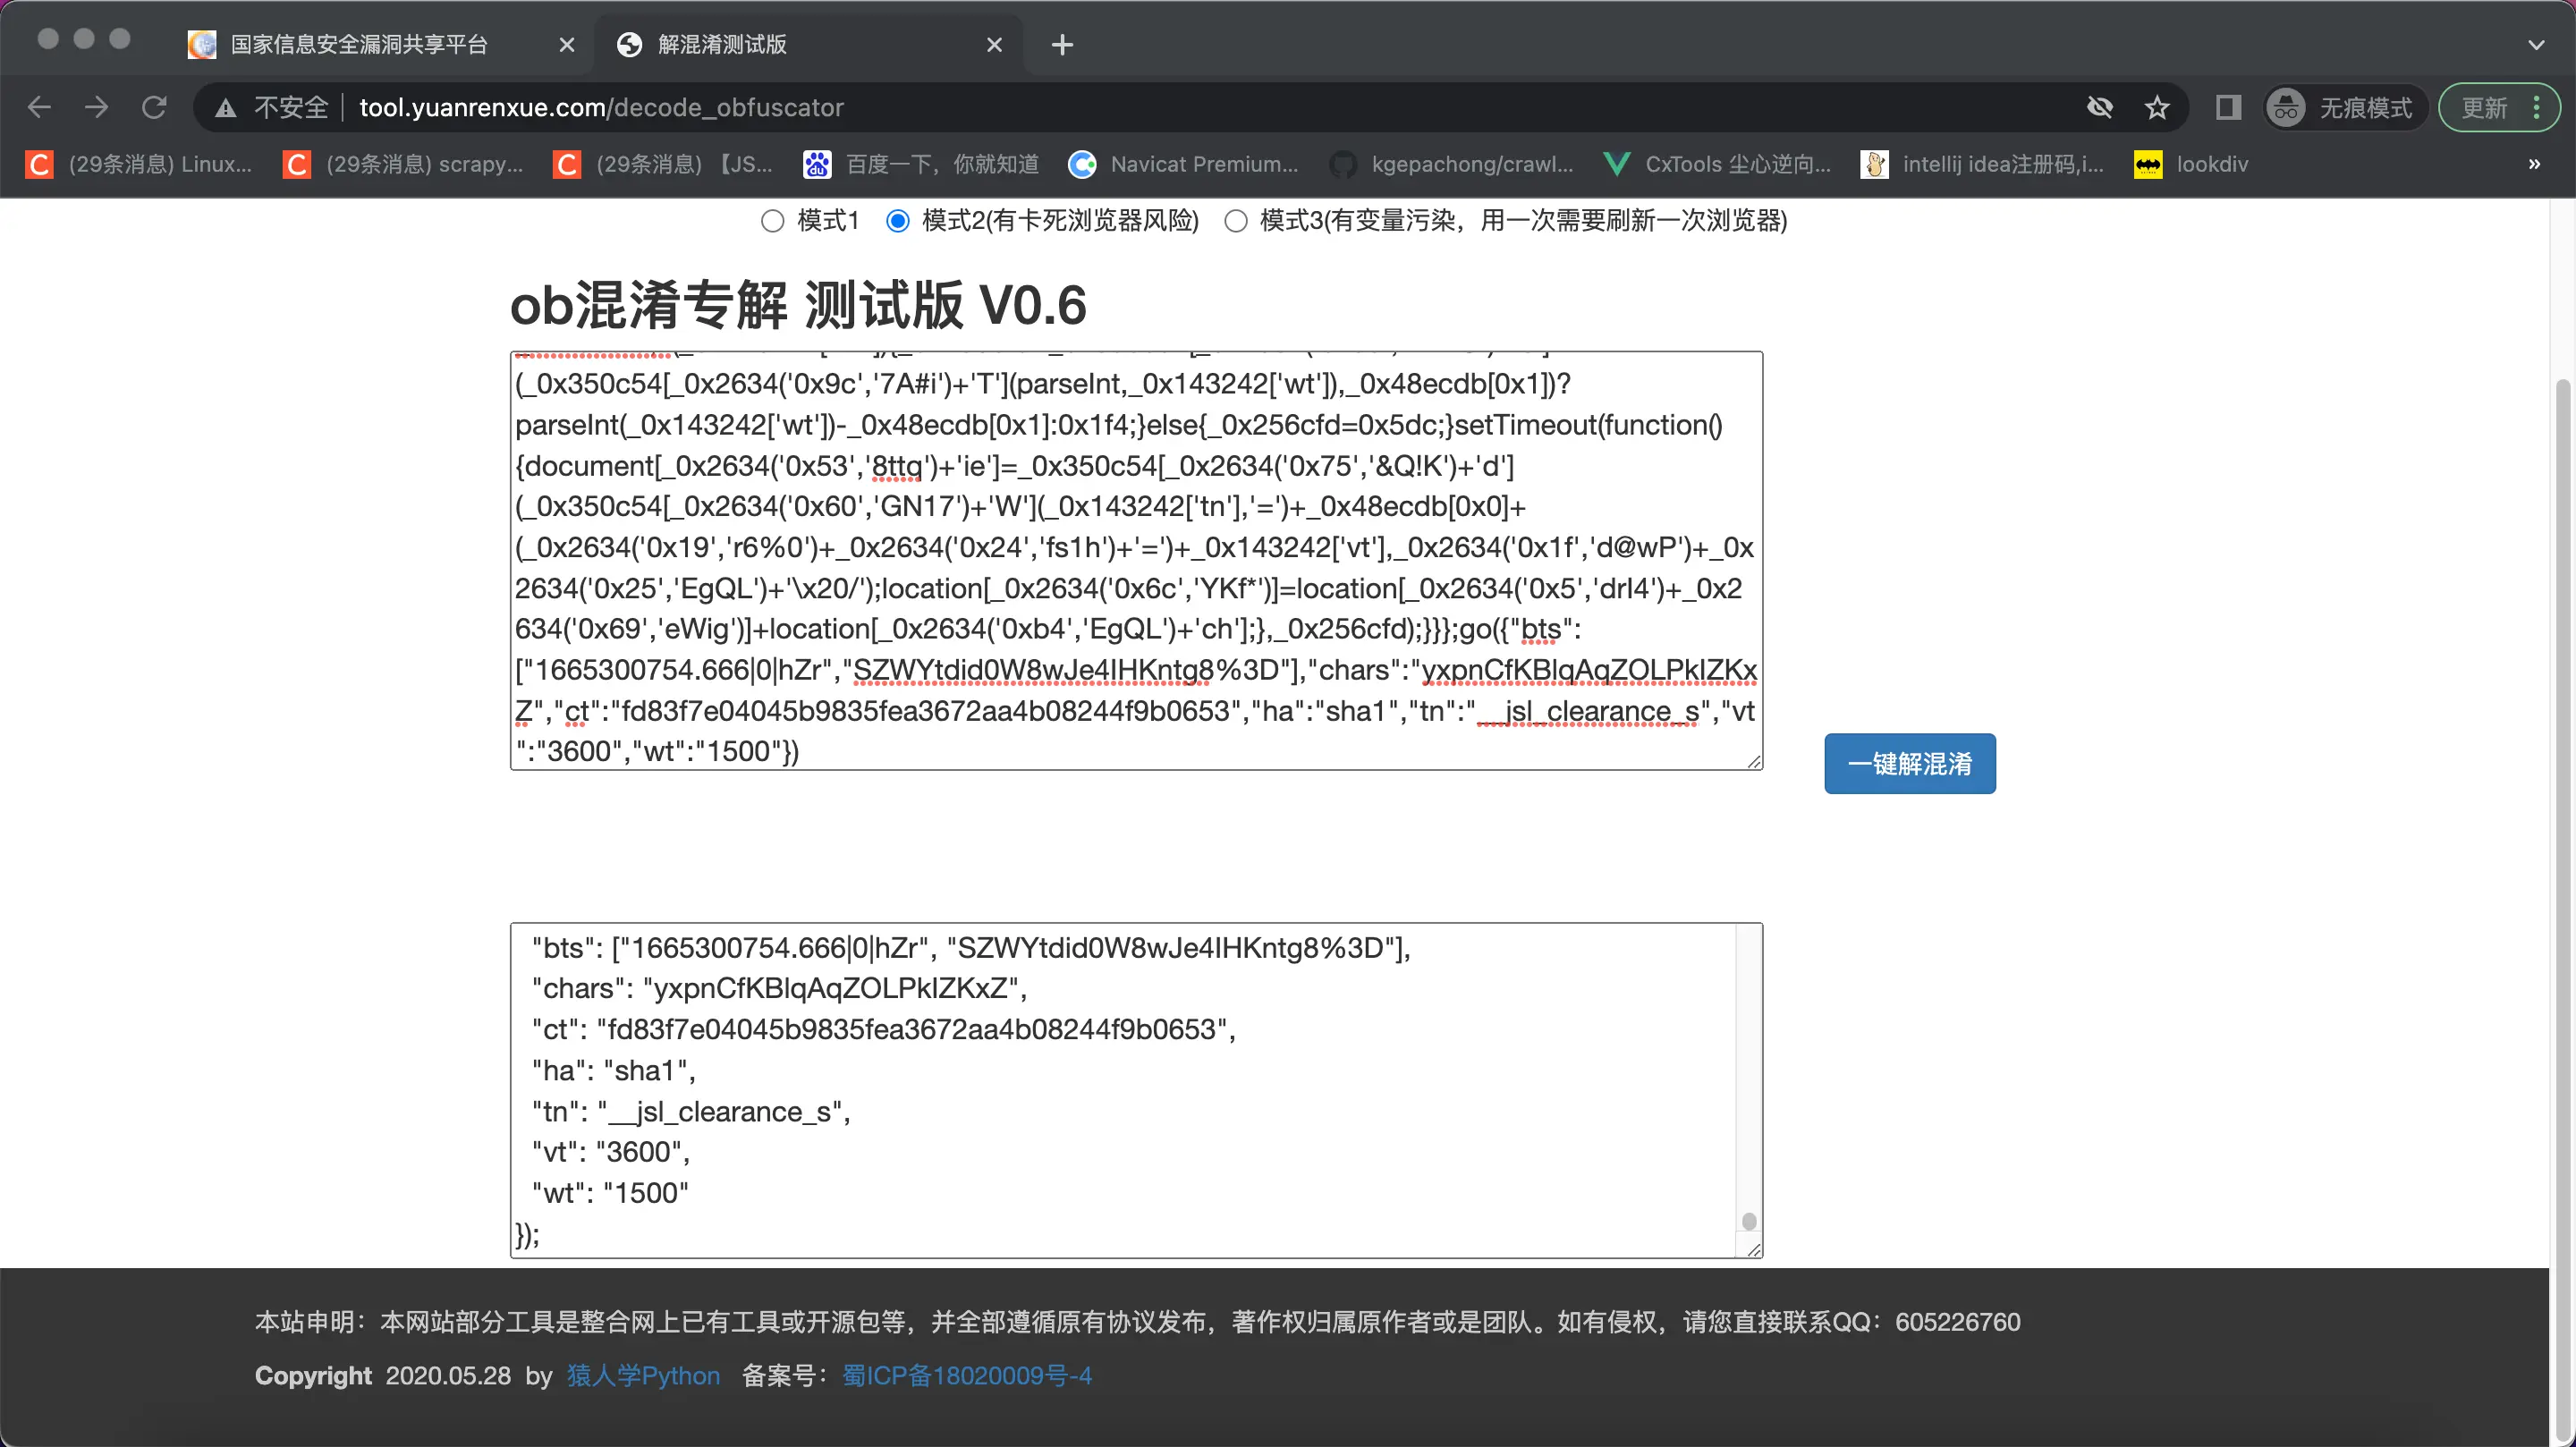 国家信息安全漏洞共享平台
解混淆测试版
不安全 tool.yuanrenxue.com/decode_obfuscator 无痕模式 更新
(29条消息) Linux... (29条消息) scrapy... (29条消息)【JS... 百度一下，你就知道 Navicat Premium... kgepachong/crawl... CxTools 尘心逆向... intellij idea注册码,i... lookdiv »
模式1 模式2(有卡死浏览器风险) 模式3(有变量污染，用一次需要刷新一次浏览器)
ob混淆专解 测试版 V0.6
(_0x350c54[_0x2634('0x9c','7A#i')+'T'](parseInt,_0x143242['wt']),_0x48ecdb[0x1])?
parseInt(_0x143242['wt'])-_0x48ecdb[0x1]:0x1f4;}else{_0x256cfd=0x5dc;}setTimeout(function()
{document[_0x2634('0x53','8ttq')+'ie']=_0x350c54[_0x2634('0x75','&Q!K')+'d']
(_0x350c54[_0x2634('0x60','GN17')+'W'](_0x143242['tn'],'=')+_0x48ecdb[0x0]+
(_0x2634('0x19','r6%0')+_0x2634('0x24','fs1h')+'=')+_0x143242['vt'],_0x2634('0x1f','d@wP')+_0x
2634('0x25','EgQL')+'\x20/');location[_0x2634('0x6c','YKf*')]=location[_0x2634('0x5','drI4')+_0x2
634('0x69','eWig')]+location[_0x2634('0xb4','EgQL')+'ch'];},_0x256cfd);}}};go({"bts":
["1665300754.666|0|hZr","SZWYtdid0W8wJe4IHKntg8%3D"],"chars":"yxpnCfKBlqAqZOLPkIZKx
Z","ct":"fd83f7e04045b9835fea3672aa4b08244f9b0653","ha":"sha1","tn":"__jsl_clearance_s","vt
":"3600","wt":"1500"})
一键解混淆
"bts": ["1665300754.666|0|hZr", "SZWYtdid0W8wJe4IHKntg8%3D"],
"chars": "yxpnCfKBlqAqZOLPkIZKxZ",
"ct": "fd83f7e04045b9835fea3672aa4b08244f9b0653",
"ha": "sha1",
"tn": "__jsl_clearance_s",
"vt": "3600",
"wt": "1500"
});
本站申明：本网站部分工具是整合网上已有工具或开源包等，并全部遵循原有协议发布，著作权归属原作者或是团队。如有侵权，请您直接联系QQ：605226760
Copyright 2020.05.28 by 猿人学Python 备案号：蜀ICP备18020009号-4